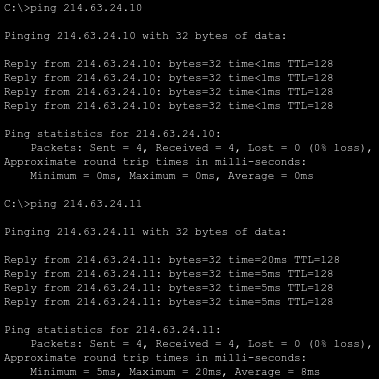 C:\>ping 214.63.24.10
Pinging 214.63.24.10 with 32 bytes of data:
Reply from 214.63.24.10: bytes=32 time<1ms TTL=128
Reply from 214.63.24.10: bytes=32 time<1ms TTL=128
Reply from 214.63.24.10: bytes=32 time<1ms TTL=128
Reply from 214.63.24.10: bytes=32 time<1ms TTL=128
Ping statistics for 214.63.24.10:
Packets: Sent = 4, Received = 4, Lost = 0 (0% loss),
Approximate round trip times in milli-seconds:
Minimum = 0ms, Maximum = 0ms, Average = 0ms
C:\>ping 214.63.24.11
Pinging 214.63.24.11 with 32 bytes of data:
Reply from 214.63.24.11: bytes=32 time=20ms TTL=128
Reply from 214.63.24.11: bytes=32 time=5ms TTL=128
Reply from 214.63.24.11: bytes=32 time=5ms TTL=128
Reply from 214.63.24.11: bytes=32 time=5ms TTL=128
Ping statistics for 214.63.24.11:
Packets: Sent = 4, Received = 4, Lost = 0 (0% loss),
Approximate round trip times in milli-seconds:
Minimum = 5ms, Maximum = 20ms, Average = 8ms